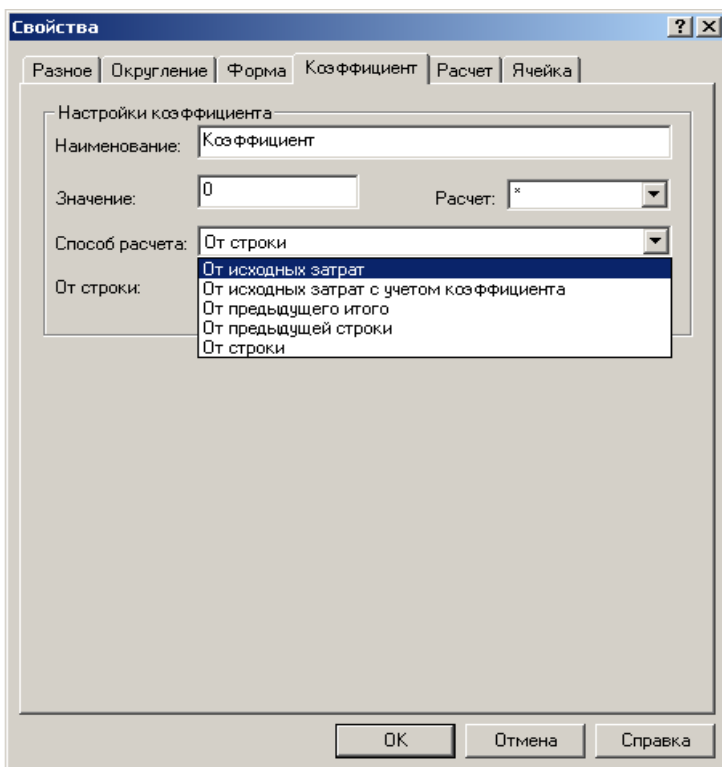 Свойства
Разное Округление Форма Коэффициент Расчет Ячейка
Настройки коэффициента
Наименование: Коэффициент
Значение: 0 Расчет: *
Способ расчета: От строки
От исходных затрат
От строки: От исходных затрат с учетом коэффициента
От предыдущего итого
От предыдущей строки
От строки
OK Отмена Справка